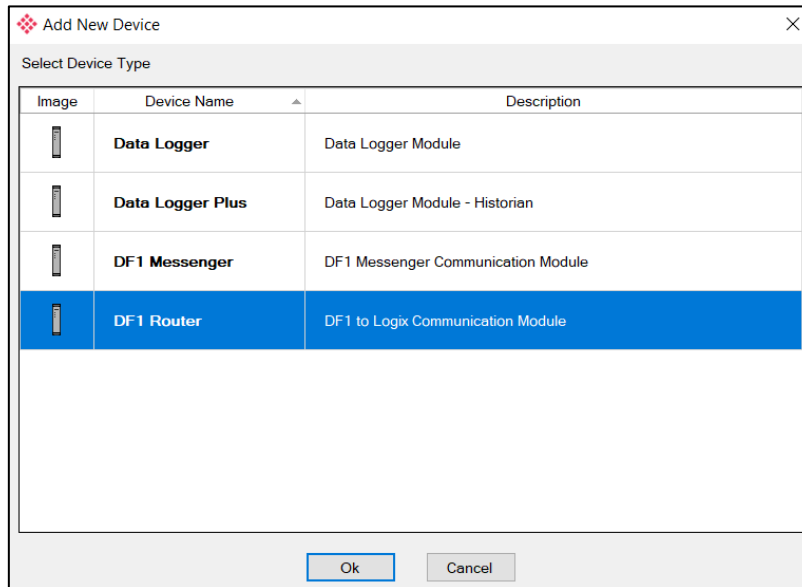 Add New Device
Select Device Type
Image Device Name Description
Data Logger Data Logger Module
Data Logger Plus Data Logger Module - Historian
DF1 Messenger DF1 Messenger Communication Module
DF1 Router DF1 to Logix Communication Module
Ok Cancel